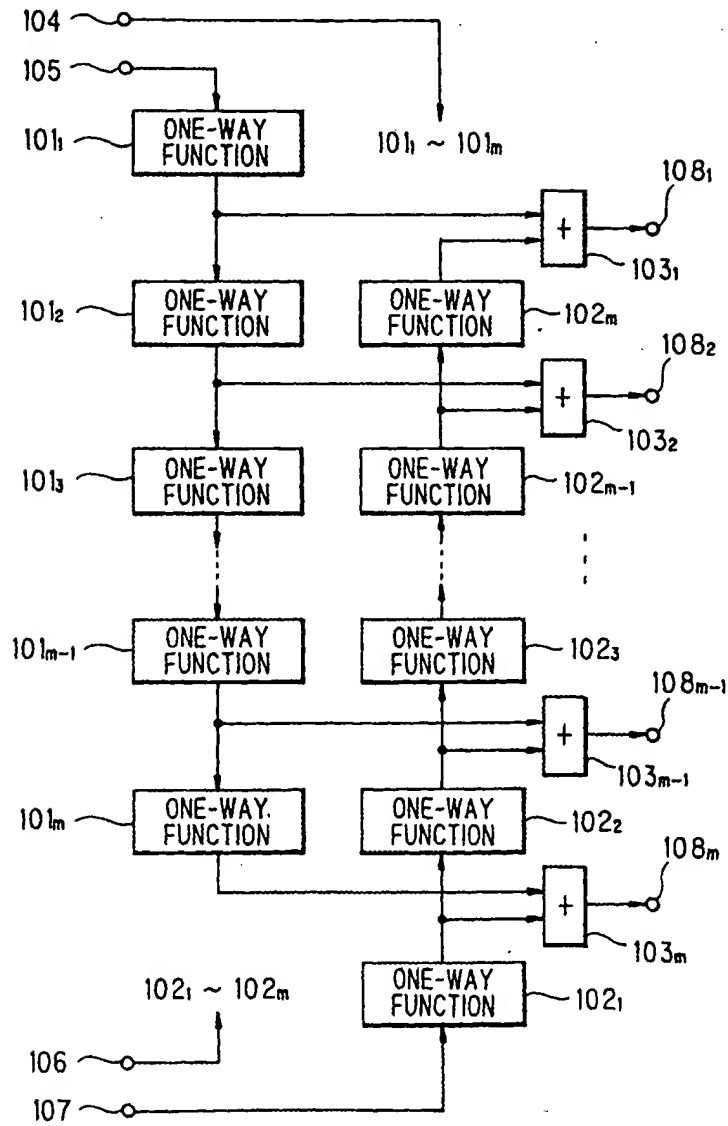 104
105
101₁ ONE-WAY FUNCTION
101₁ ~ 101ₘ
108₁
+
103₁
101₂ ONE-WAY FUNCTION
ONE-WAY FUNCTION 102ₘ
108₂
+
103₂
101₃ ONE-WAY FUNCTION
ONE-WAY FUNCTION 102ₘ₋₁
101ₘ₋₁ ONE-WAY FUNCTION
ONE-WAY FUNCTION 102₃
108ₘ₋₁
+
103ₘ₋₁
101ₘ ONE-WAY. FUNCTION
ONE-WAY FUNCTION 102₂
108ₘ
+
103ₘ
102₁ ~ 102ₘ
ONE-WAY FUNCTION 102₁
106
107